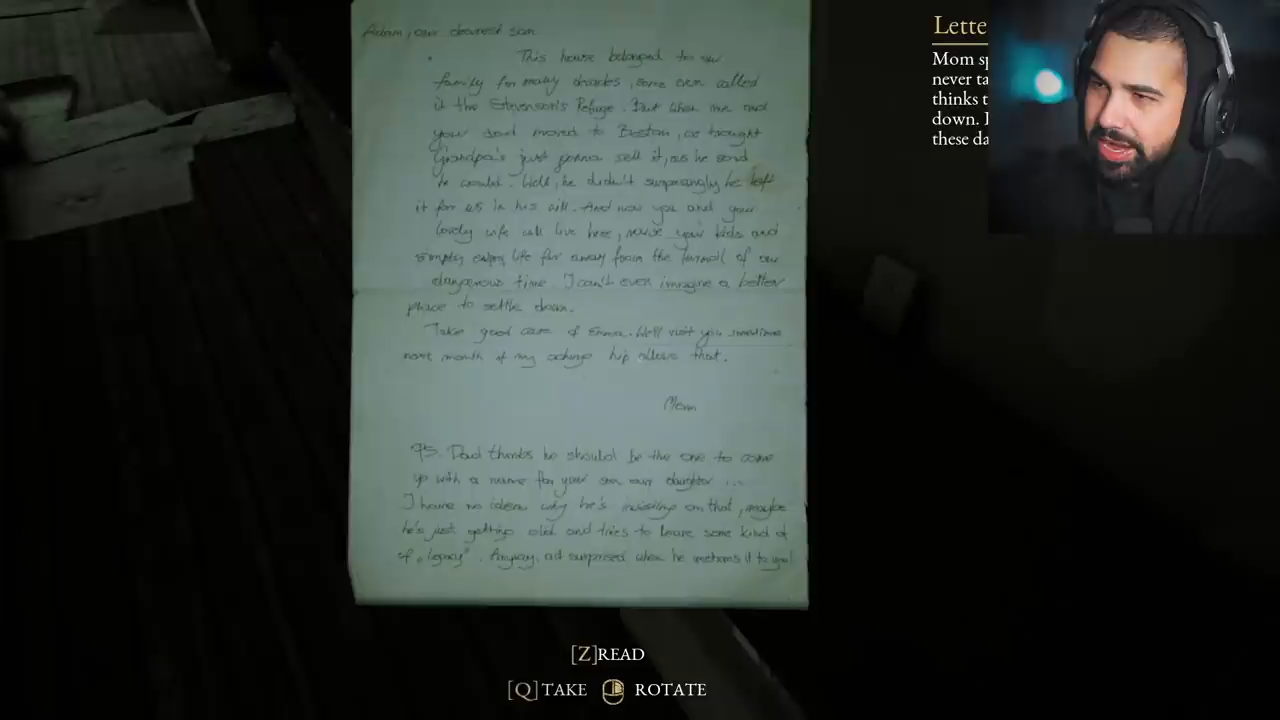 Adam, our dearest son
This house belonged to our
family for many decades, some even called
it the Stevenson's Refuge. But when me and
your dad moved to Boston, we thought
Grandpa's just gonna sell it, as he said
he would. Well, he didn't surprisingly he left
it for us in his will. And now you and your
lovely wife will live here, raise your kids and
simply enjoy life far away from the turmoil of our
dangerous time. I can't even imagine a better
place to settle down.
Take good care of Emma. We'll visit you sometime
next month if my aching hip allows that.
Mom
PS. Dad thinks he should be the one to come
up with a name for your son our daughter ...
I have no idea why he's insisting on that, maybe
he's just getting old and tries to leave some kind of
of "legacy". Anyway, act surprised when he mentions it to you!
Lette
Mom sp
never ta
thinks t
down. I
these da
[Z]READ
[Q]TAKE ROTATE